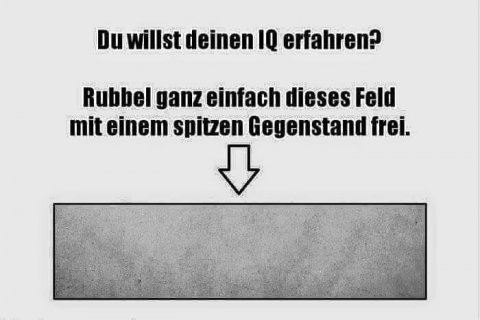 Du willst deinen IQ erfahren?
Rubbel ganz einfach dieses Feld
mit einem spitzen Gegenstand frei.